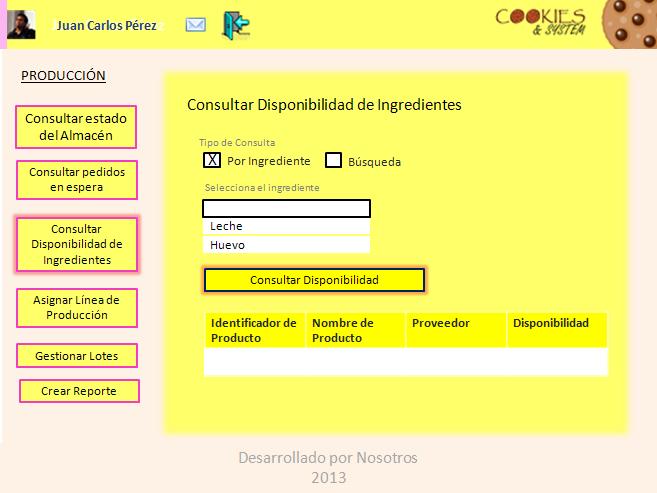 Juan Carlos Pérez
COOKIES
& SYSTEM
PRODUCCIÓN
Consultar estado
del Almacén
Consultar pedidos
en espera
Consultar
Disponibilidad de
Ingredientes
Asignar Línea de
Producción
Gestionar Lotes
Crear Reporte
Consultar Disponibilidad de Ingredientes
Tipo de Consulta
X Por Ingrediente Búsqueda
Selecciona el ingrediente
Leche
Huevo
Consultar Disponibilidad
Identificador de Producto
Nombre de Producto
Proveedor
Disponibilidad
Desarrollado por Nosotros
2013